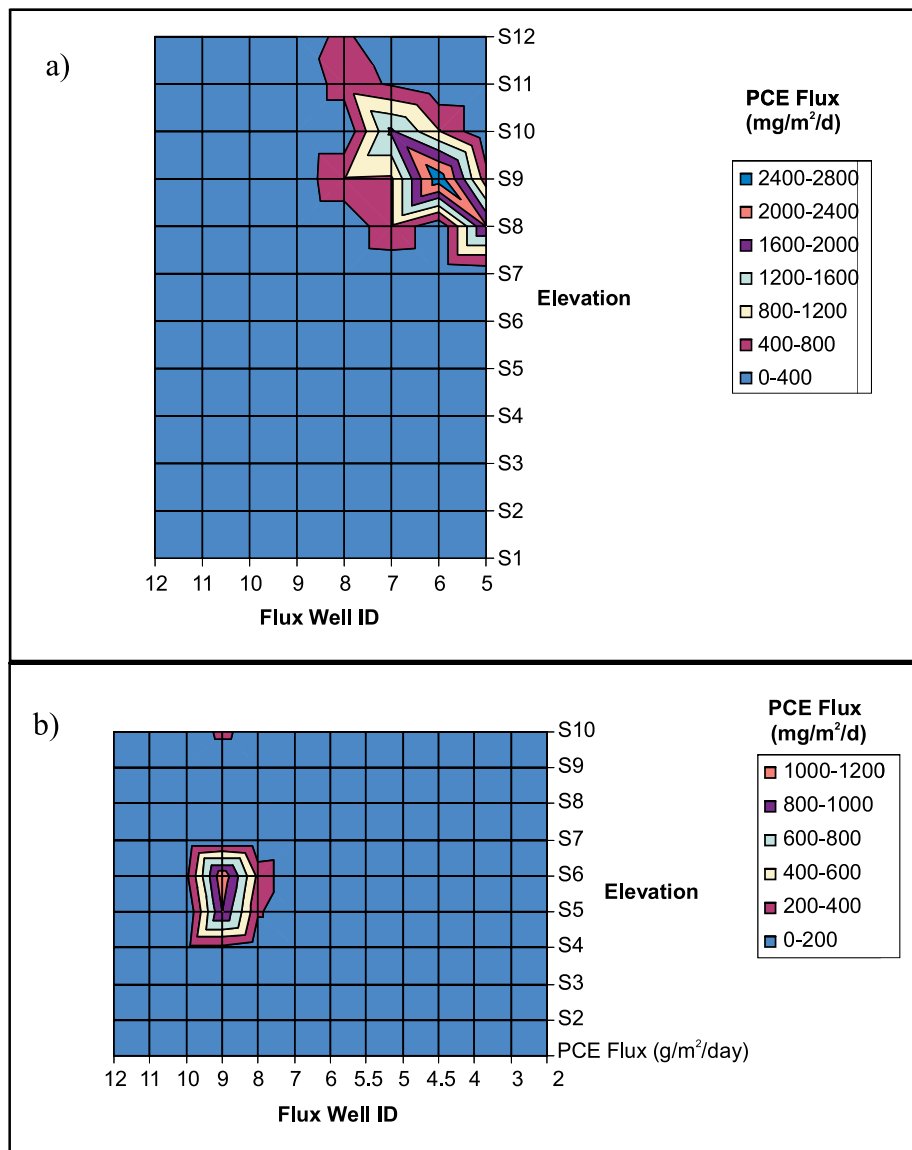 a)
S12
S11
S10
S9
S8
S7
S6
S5
S4
S3
S2
S1
Elevation
12 11 10 9 8 7 6 5
Flux Well ID
PCE Flux
(mg/m²/d)
2400-2800
2000-2400
1600-2000
1200-1600
800-1200
400-800
0-400
b)
S10
S9
S8
S7
S6
S5
S4
S3
S2
PCE Flux (g/m²/day)
Elevation
12 11 10 9 8 6 5.5 5 4.5 4 3 2
Flux Well ID
PCE Flux
(mg/m²/d)
1000-1200
800-1000
600-800
400-600
200-400
0-200